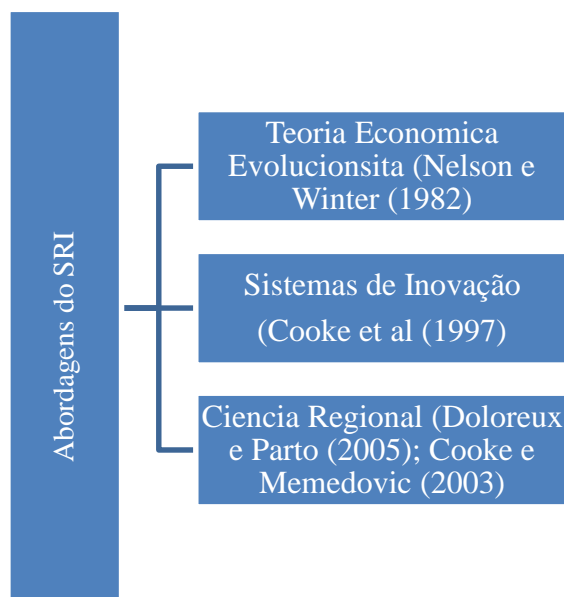 Abordagens do SRI
Teoria Economica
Evolucionsita (Nelson e
Winter (1982)
Sistemas de Inovação
(Cooke et al (1997)
Ciencia Regional (Doloreux
e Parto (2005); Cooke e
Memedovic (2003)